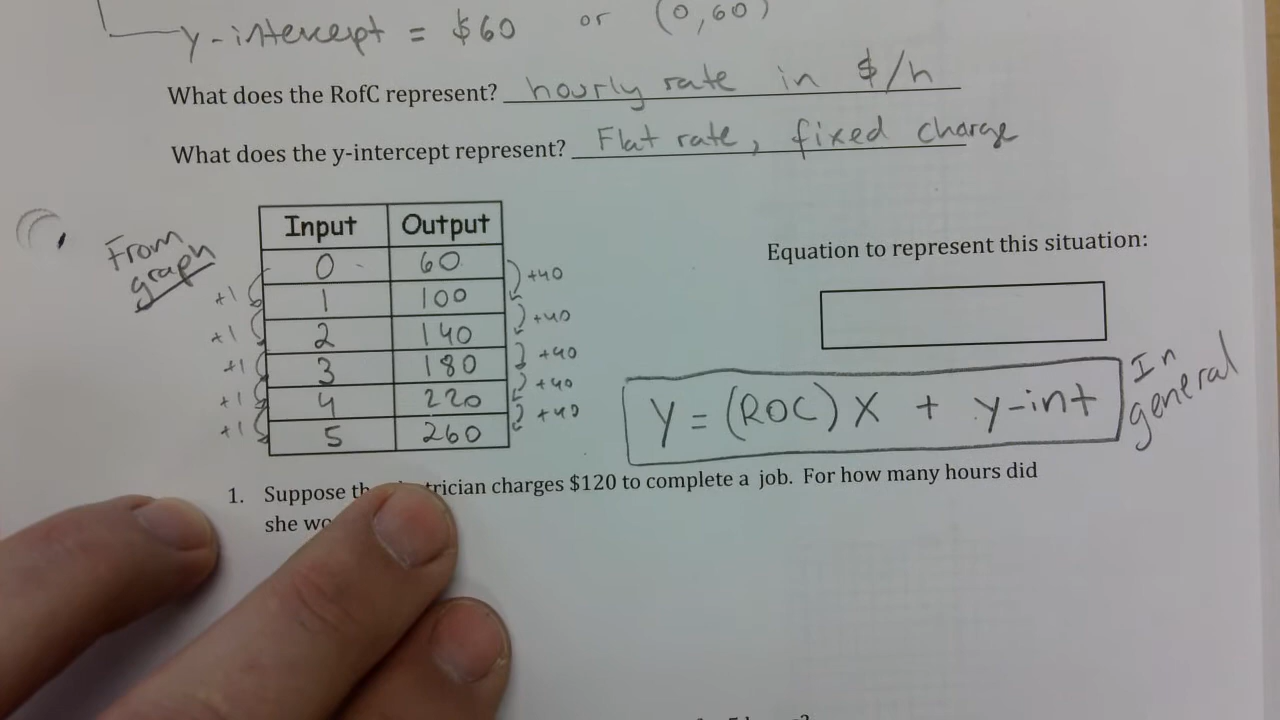 y-intercept = $60 or (0,60)
What does the RofC represent? hourly rate in $/h
What does the y-intercept represent? Flat rate, fixed charge
From graph
Input Output
0 60
1 100
2 140
3 180
4 220
5 260
+1
+1
+1
+1
+1
+40
+40
+40
+40
+40
Equation to represent this situation:
Y = (ROC) X + y-int
In general
1. Suppose trician charges $120 to complete a job. For how many hours did
she